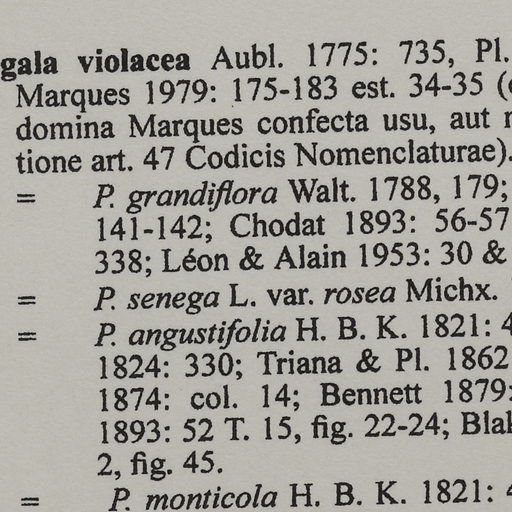 gala violacea Aubl. 1775: 735, Pl.
Marques 1979: 175-183 est. 34-35 (
domina Marques confecta usu, aut
tione art. 47 Codicis Nomenclaturae).
= P. grandiflora Walt. 1788, 179;
141-142; Chodat 1893: 56-57
338; Léon & Alain 1953: 30 &
= P. senega L. var. rosea Michx.
= P. angustifolia H. B. K. 1821: 4
1824: 330; Triana & Pl. 1862
1874: col. 14; Bennett 1879:
1893: 52 T. 15, fig. 22-24; Blak
2, fig. 45.
= P. monticola H. B. K. 1821: 4